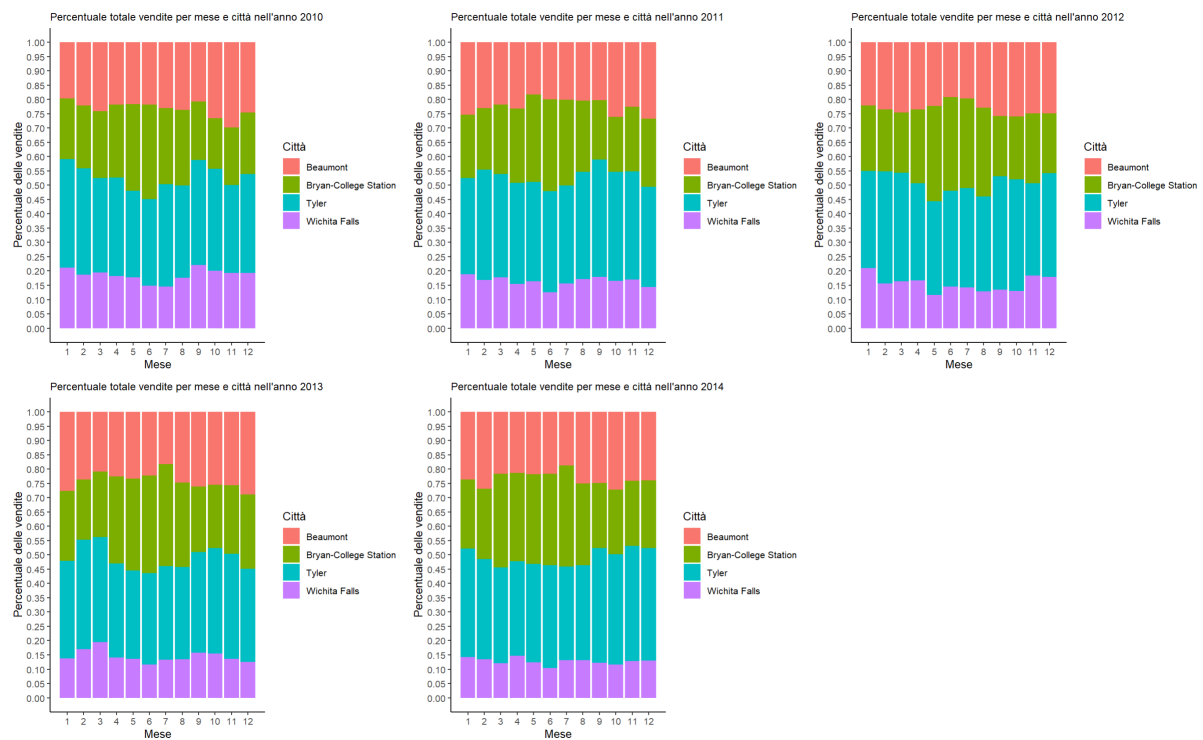 Percentuale totale vendite per mese e città nell'anno 2010
Percentuale delle vendite
1.00
0.95
0.90
0.85
0.80
0.75
0.70
0.65
0.60
0.55
0.50
0.45
0.40
0.35
0.30
0.25
0.20
0.15
0.10
0.05
0.00
1 2 3 4 5 6 7 8 9 10 11 12
Mese
Città
Beaumont
Bryan-College Station
Tyler
Wichita Falls
Percentuale totale vendite per mese e città nell'anno 2011
Percentuale delle vendite
1.00
0.95
0.90
0.85
0.80
0.75
0.70
0.65
0.60
0.55
0.50
0.45
0.40
0.35
0.30
0.25
0.20
0.15
0.10
0.05
0.00
1 2 3 4 5 6 7 8 9 10 11 12
Mese
Città
Beaumont
Bryan-College Station
Tyler
Wichita Falls
Percentuale totale vendite per mese e città nell'anno 2012
Percentuale delle vendite
1.00
0.95
0.90
0.85
0.80
0.75
0.70
0.65
0.60
0.55
0.50
0.45
0.40
0.35
0.30
0.25
0.20
0.15
0.10
0.05
0.00
1 2 3 4 5 6 7 8 9 10 11 12
Mese
Città
Beaumont
Bryan-College Station
Tyler
Wichita Falls
Percentuale totale vendite per mese e città nell'anno 2013
Percentuale delle vendite
1.00
0.95
0.90
0.85
0.80
0.75
0.70
0.65
0.60
0.55
0.50
0.45
0.40
0.35
0.30
0.25
0.20
0.15
0.10
0.05
0.00
1 2 3 4 5 6 7 8 9 10 11 12
Mese
Città
Beaumont
Bryan-College Station
Tyler
Wichita Falls
Percentuale totale vendite per mese e città nell'anno 2014
Percentuale delle vendite
1.00
0.95
0.90
0.85
0.80
0.75
0.70
0.65
0.60
0.55
0.50
0.45
0.40
0.35
0.30
0.25
0.20
0.15
0.10
0.05
0.00
1 2 3 4 5 6 7 8 9 10 11 12
Mese
Città
Beaumont
Bryan-College Station
Tyler
Wichita Falls